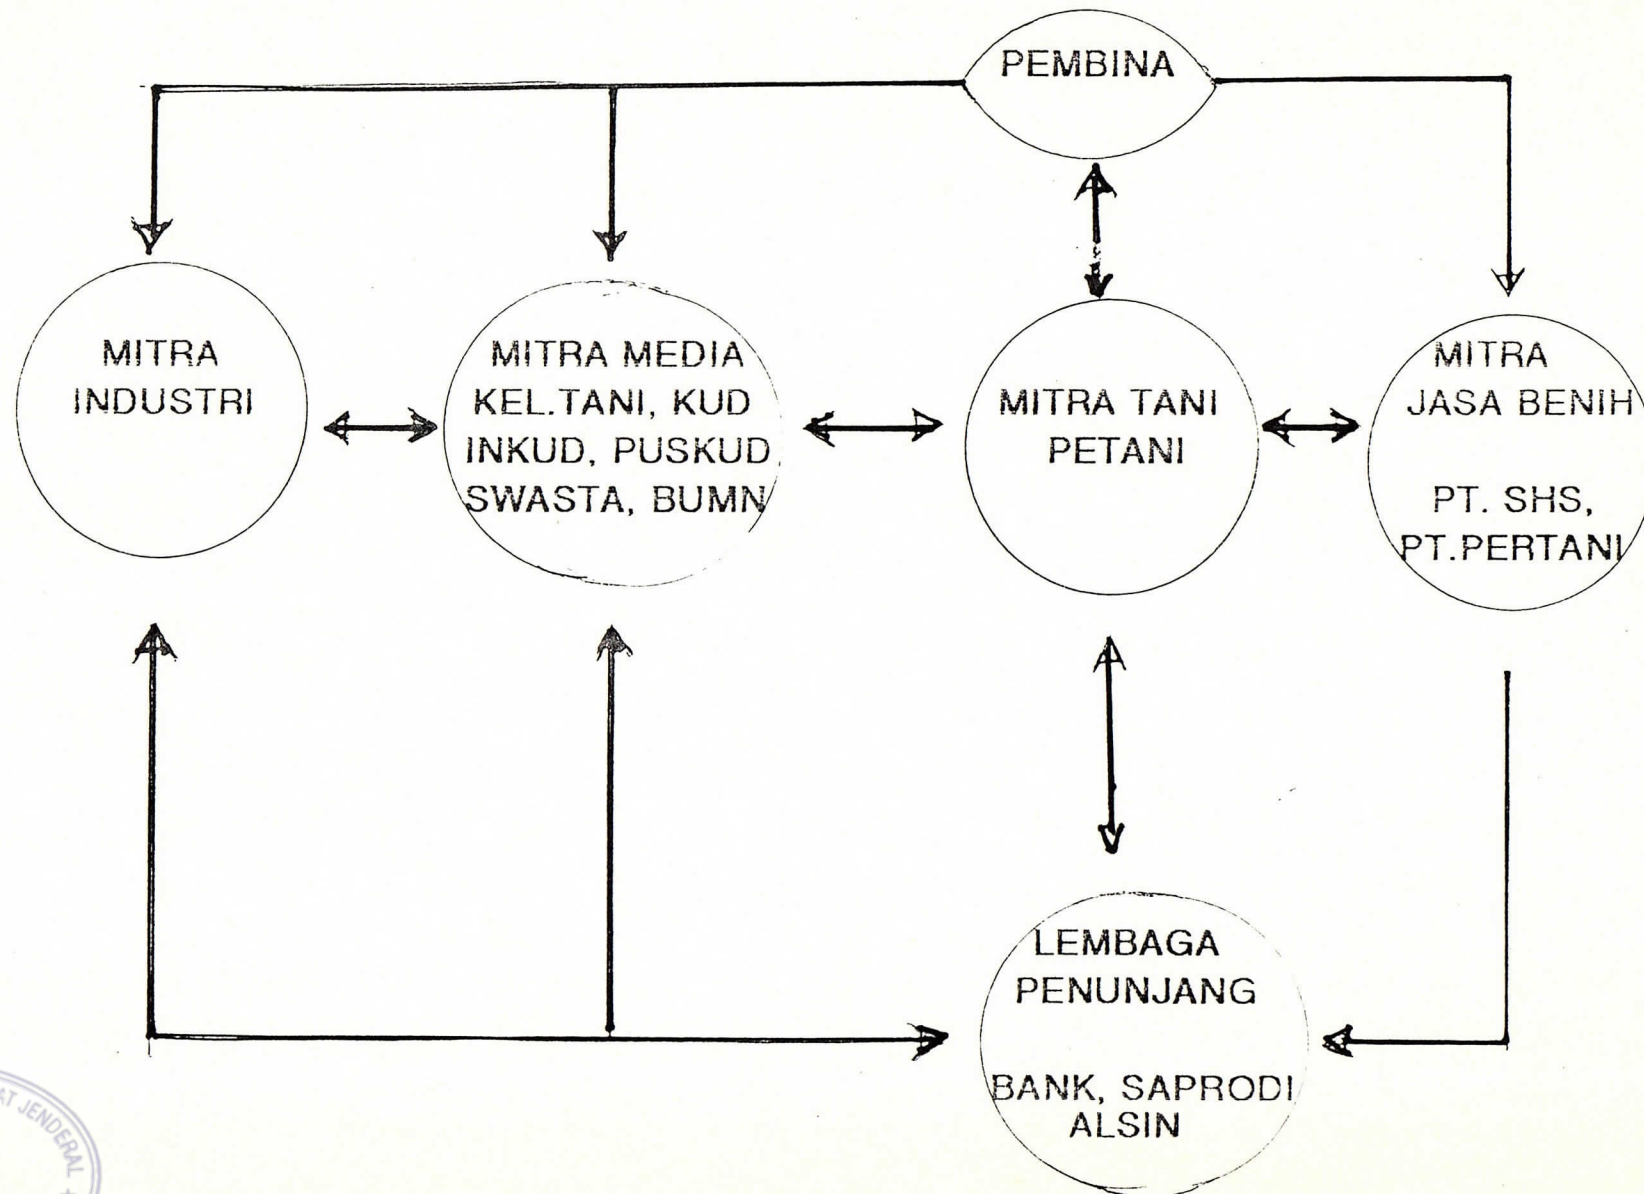 PEMBINA
MITRA
INDUSTRI
MITRA MEDIA
KEL.TANI, KUD
INKUD, PUSKUD
SWASTA, BUMN
MITRA TANI
PETANI
MITRA
JASA BENIH
PT. SHS,
PT.PERTANI
LEMBAGA
PENUNJANG
BANK, SAPRODI
ALSIN
JENDERAL